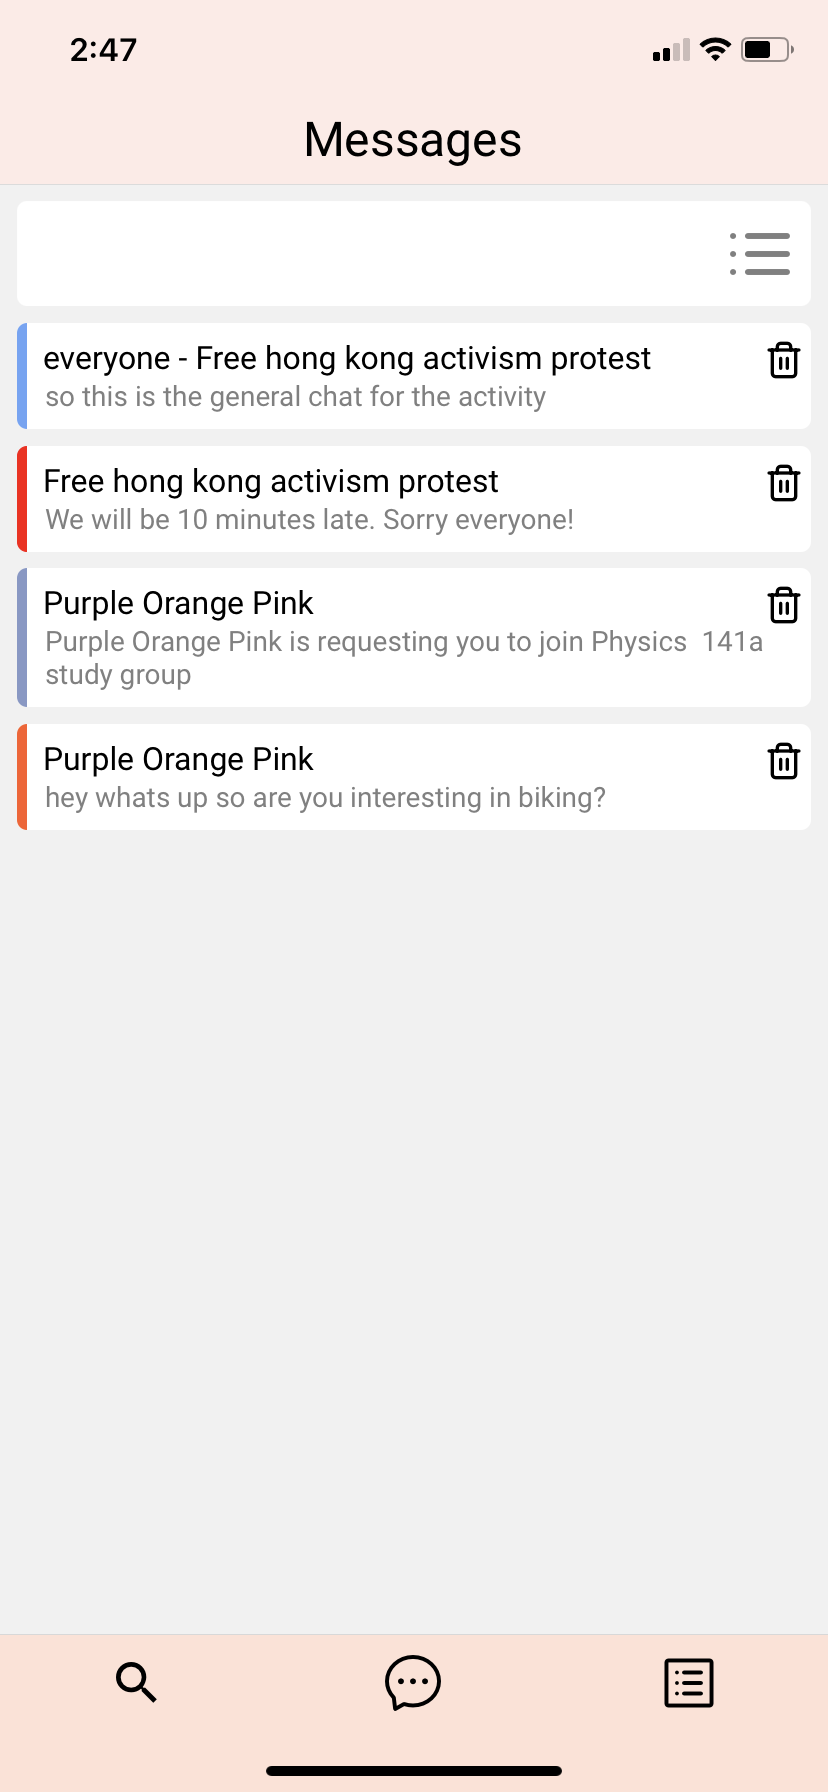 2:47
Messages
everyone - Free hong kong activism protest
so this is the general chat for the activity
Free hong kong activism protest
We will be 10 minutes late. Sorry everyone!
Purple Orange Pink
Purple Orange Pink is requesting you to join Physics  141a
study group
Purple Orange Pink
hey whats up so are you interesting in biking?